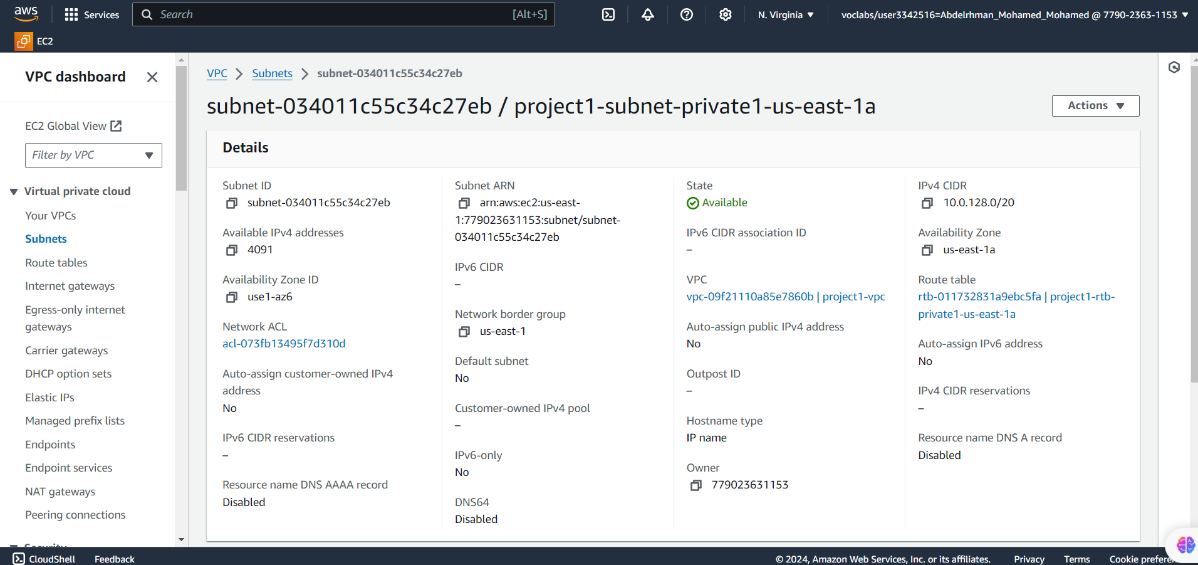 aws
Services
Search
[Alt+S]
N. Virginia
voclabs/user3342516=Abdelrhman_Mohamed_Mohamed @ 7790-2363-1153
EC2
VPC dashboard
EC2 Global View
Filter by VPC
Virtual private cloud
Your VPCs
Subnets
Route tables
Internet gateways
Egress-only internet
gateways
Carrier gateways
DHCP option sets
Elastic IPs
Managed prefix lists
Endpoints
Endpoint services
NAT gateways
Peering connections
Security
VPC
Subnets
subnet-034011c55c34c27eb
subnet-034011c55c34c27eb / project1-subnet-private1-us-east-1a
Actions
Details
Subnet ID
subnet-034011c55c34c27eb
Available IPv4 addresses
4091
Availability Zone ID
use1-az6
Network ACL
acl-073fb13495f7d310d
Auto-assign customer-owned IPv4
address
No
IPv6 CIDR reservations
–
Resource name DNS AAAA record
Disabled
Subnet ARN
arn:aws:ec2:us-east-
1:779023631153:subnet/subnet-
034011c55c34c27eb
IPv6 CIDR
–
Network border group
us-east-1
Default subnet
No
Customer-owned IPv4 pool
–
IPv6-only
No
DNS64
Disabled
State
Available
IPv6 CIDR association ID
–
VPC
vpc-09f21110a85e7860b | project1-vpc
Auto-assign public IPv4 address
No
Outpost ID
–
Hostname type
IP name
Owner
779023631153
IPv4 CIDR
10.0.128.0/20
Availability Zone
us-east-1a
Route table
rtb-011732831a9ebc5fa | project1-rtb-
private1-us-east-1a
Auto-assign IPv6 address
No
IPv4 CIDR reservations
–
Resource name DNS A record
Disabled
CloudShell
Feedback
© 2024, Amazon Web Services, Inc. or its affiliates.
Privacy
Terms
Cookie prefere